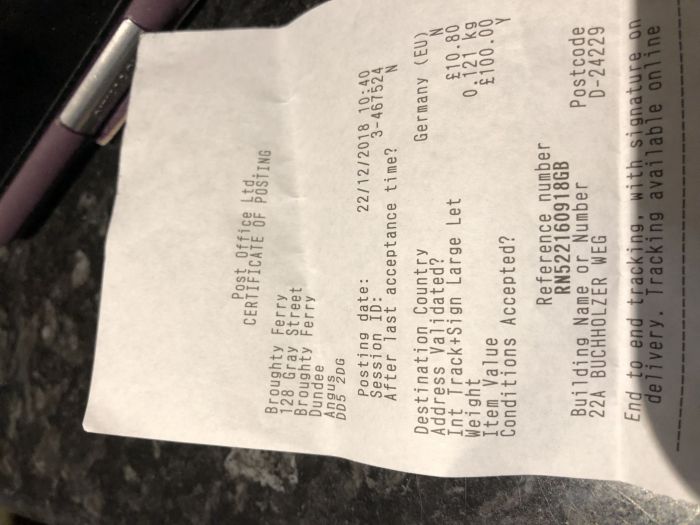 Post Office Ltd.
CERTIFICATE OF POSTING
Broughty Ferry
128 Gray Street
Broughty Ferry
Dundee
Angus
DD5 2DG
Posting date: 22/12/2018 10:40
Session ID: 3-467524
After last acceptance time? N
Destination Country Germany (EU)
Address Validated? N
Int Track+Sign Large Let £10.80
Weight 0.121 kg
Item Value £100.00
Conditions Accepted? Y
Reference number
RN522160918GB
Building Name or Number Postcode
22A BUCHHOLZER WEG D-24229
End to end tracking, with signature on
delivery. Tracking available online